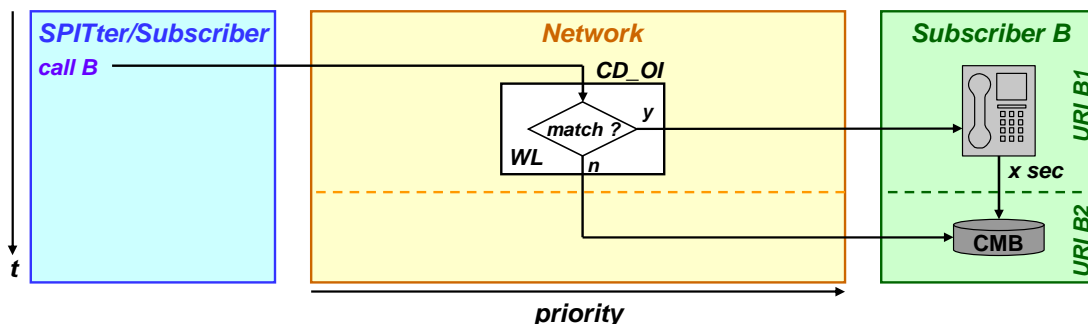 SPITter/Subscriber
Network
Subscriber B
call B
CD_OI
match ?
y
WL
n
URI B1
x sec
CMB
URI B2
t
priority